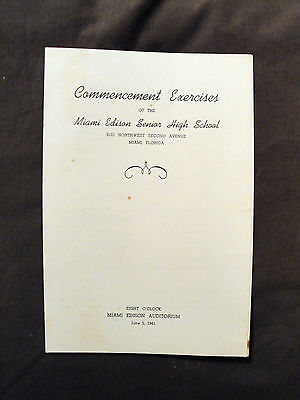 Commencement Exercises
OF THE
Miami Edison Senior High School
NORTHWEST SECOND AVENUE
MIAMI, FLORIDA
EIGHT O'CLOCK
MIAMI EDISON AUDITORIUM
June 5, 1941